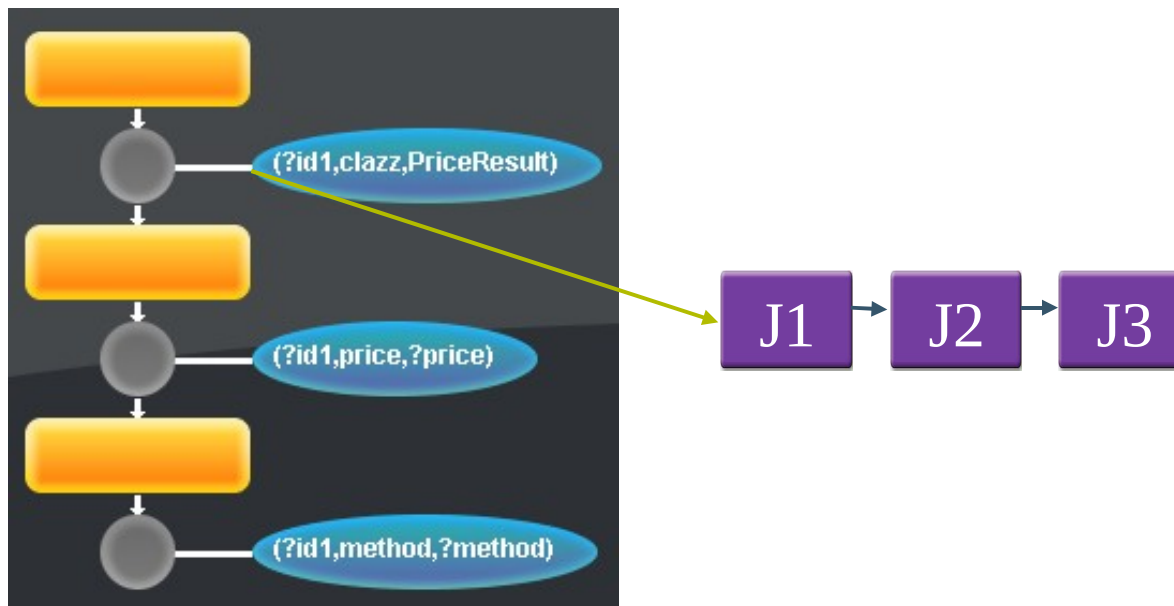 (?id1,clazz,PriceResult)
(?id1,price,?price)
(?id1,method,?method)
J1
J2
J3